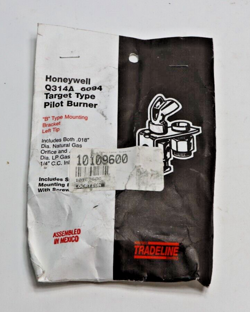 Honeywell
Q314A 6094
Target Type
Pilot Burner
"B" Type Mounting
Bracket
Left Tip
Includes Both .018"
Dia. Natural Gas
Orifice and
Dia. LP Gas
1/4" C.C.
10109600
Includes
Mounting
With Screw
ASSEMBLED
IN MEXICO
TRADELINE